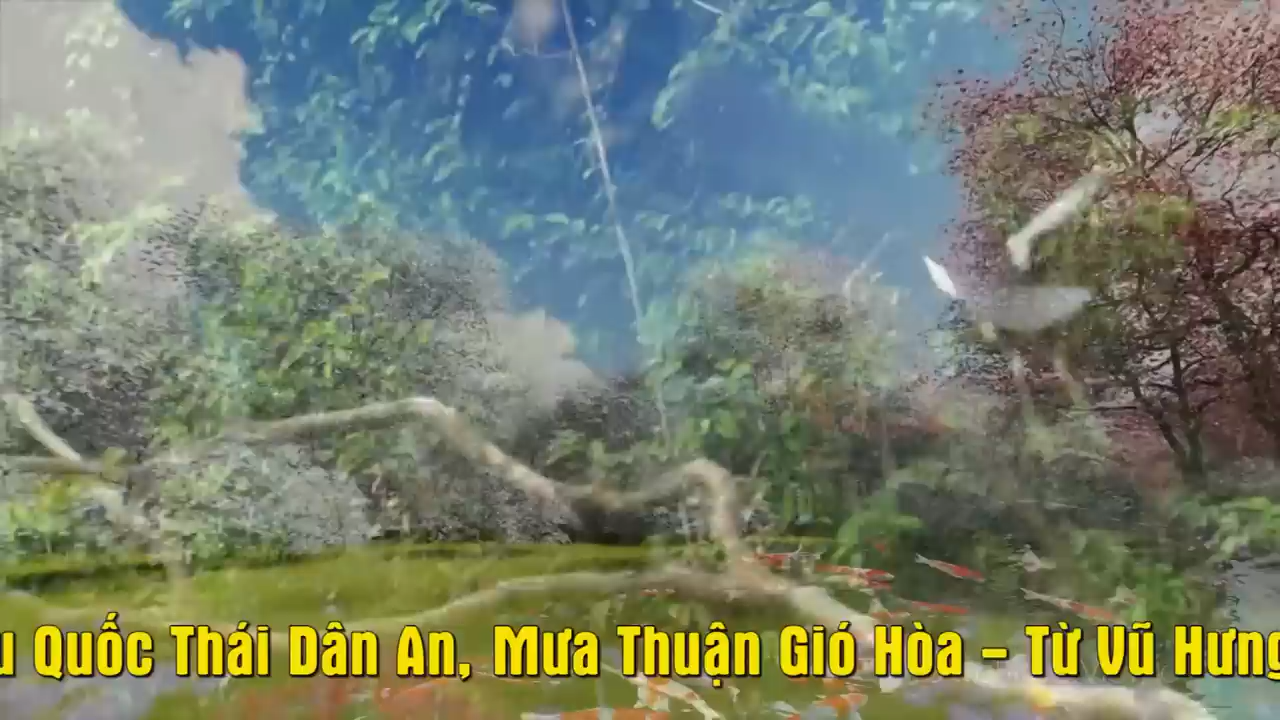 u Quốc Thái Dân An, Mưa Thuận Gió Hòa – Từ Vũ Hưng